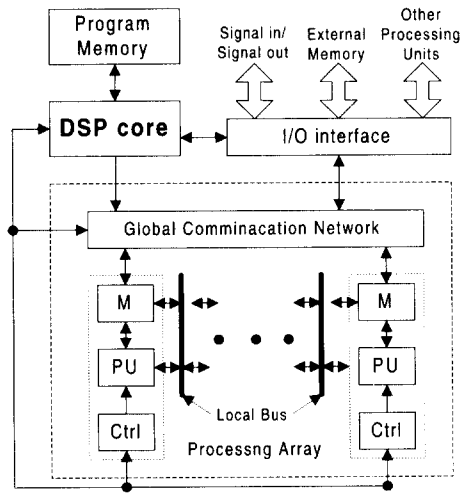 Program
Memory
Signal in/
Signal out
External
Memory
Other
Processing
Units
DSP core
I/O interface
Global Comminacation Network
M
M
PU
PU
Local Bus
Ctrl
Ctrl
Processng Array